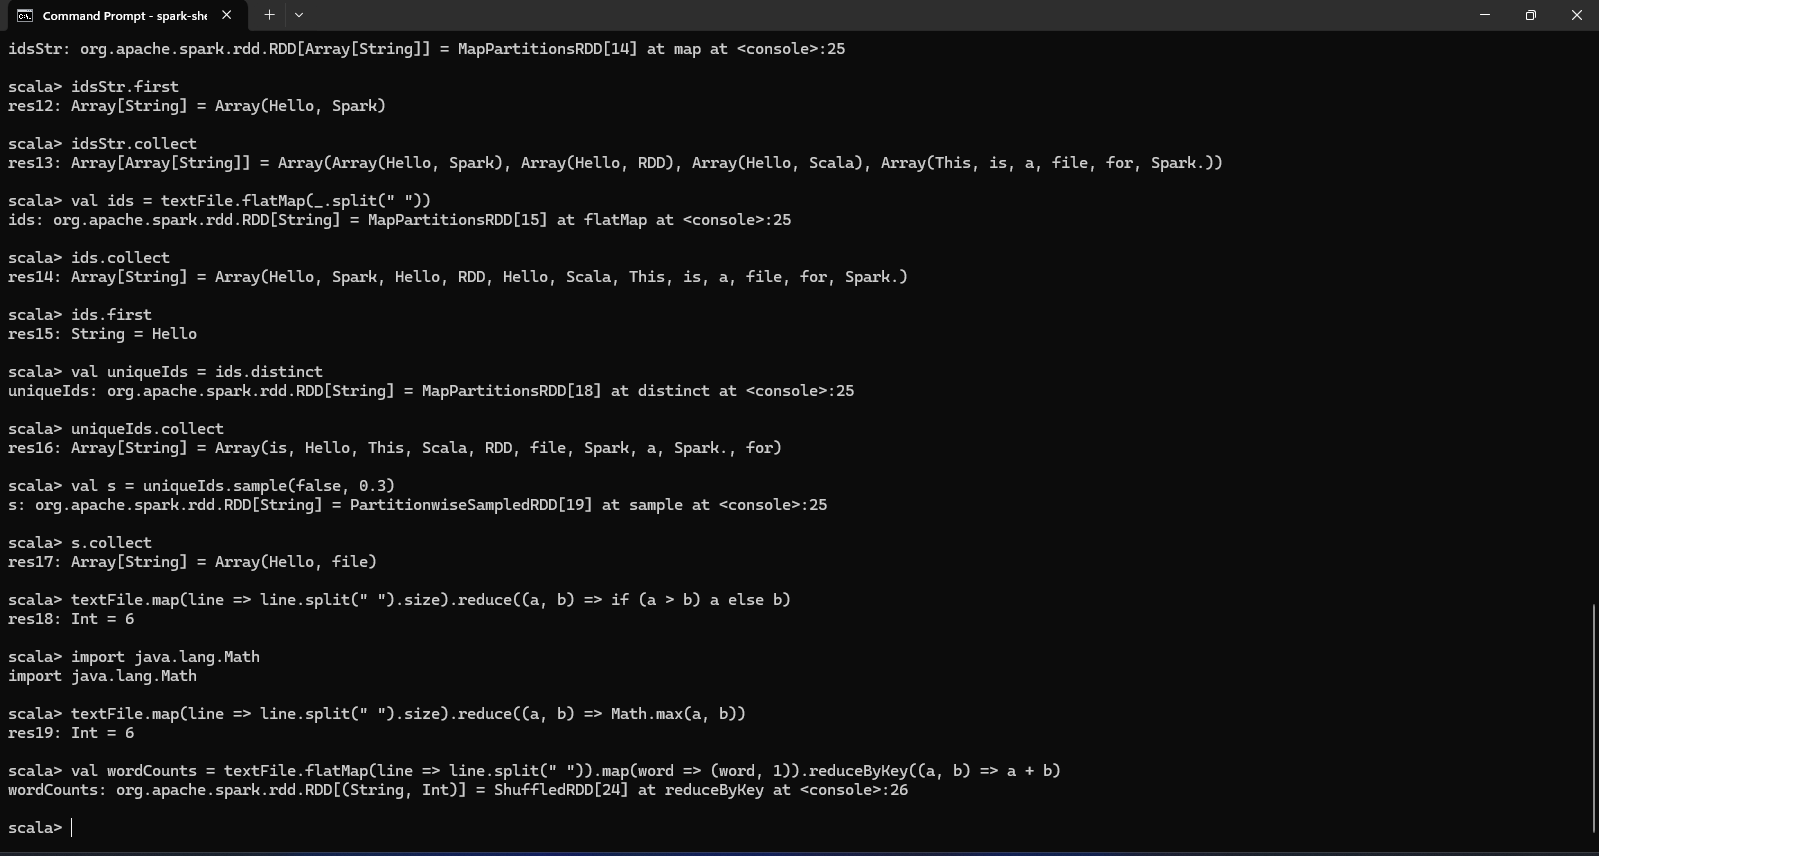 Command Prompt - spark-she
idsStr: org.apache.spark.rdd.RDD[Array[String]] = MapPartitionsRDD[14] at map at <console>:25
scala> idsStr.first
res12: Array[String] = Array(Hello, Spark)
scala> idsStr.collect
res13: Array[Array[String]] = Array(Array(Hello, Spark), Array(Hello, RDD), Array(Hello, Scala), Array(This, is, a, file, for, Spark.))
scala> val ids = textFile.flatMap(_.split(" "))
ids: org.apache.spark.rdd.RDD[String] = MapPartitionsRDD[15] at flatMap at <console>:25
scala> ids.collect
res14: Array[String] = Array(Hello, Spark, Hello, RDD, Hello, Scala, This, is, a, file, for, Spark.)
scala> ids.first
res15: String = Hello
scala> val uniqueIds = ids.distinct
uniqueIds: org.apache.spark.rdd.RDD[String] = MapPartitionsRDD[18] at distinct at <console>:25
scala> uniqueIds.collect
res16: Array[String] = Array(is, Hello, This, Scala, RDD, file, Spark, a, Spark., for)
scala> val s = uniqueIds.sample(false, 0.3)
s: org.apache.spark.rdd.RDD[String] = PartitionwiseSampledRDD[19] at sample at <console>:25
scala> s.collect
res17: Array[String] = Array(Hello, file)
scala> textFile.map(line => line.split(" ").size).reduce((a, b) => if (a > b) a else b)
res18: Int = 6
scala> import java.lang.Math
import java.lang.Math
scala> textFile.map(line => line.split(" ").size).reduce((a, b) => Math.max(a, b))
res19: Int = 6
scala> val wordCounts = textFile.flatMap(line => line.split(" ")).map(word => (word, 1)).reduceByKey((a, b) => a + b)
wordCounts: org.apache.spark.rdd.RDD[(String, Int)] = ShuffledRDD[24] at reduceByKey at <console>:26
scala>